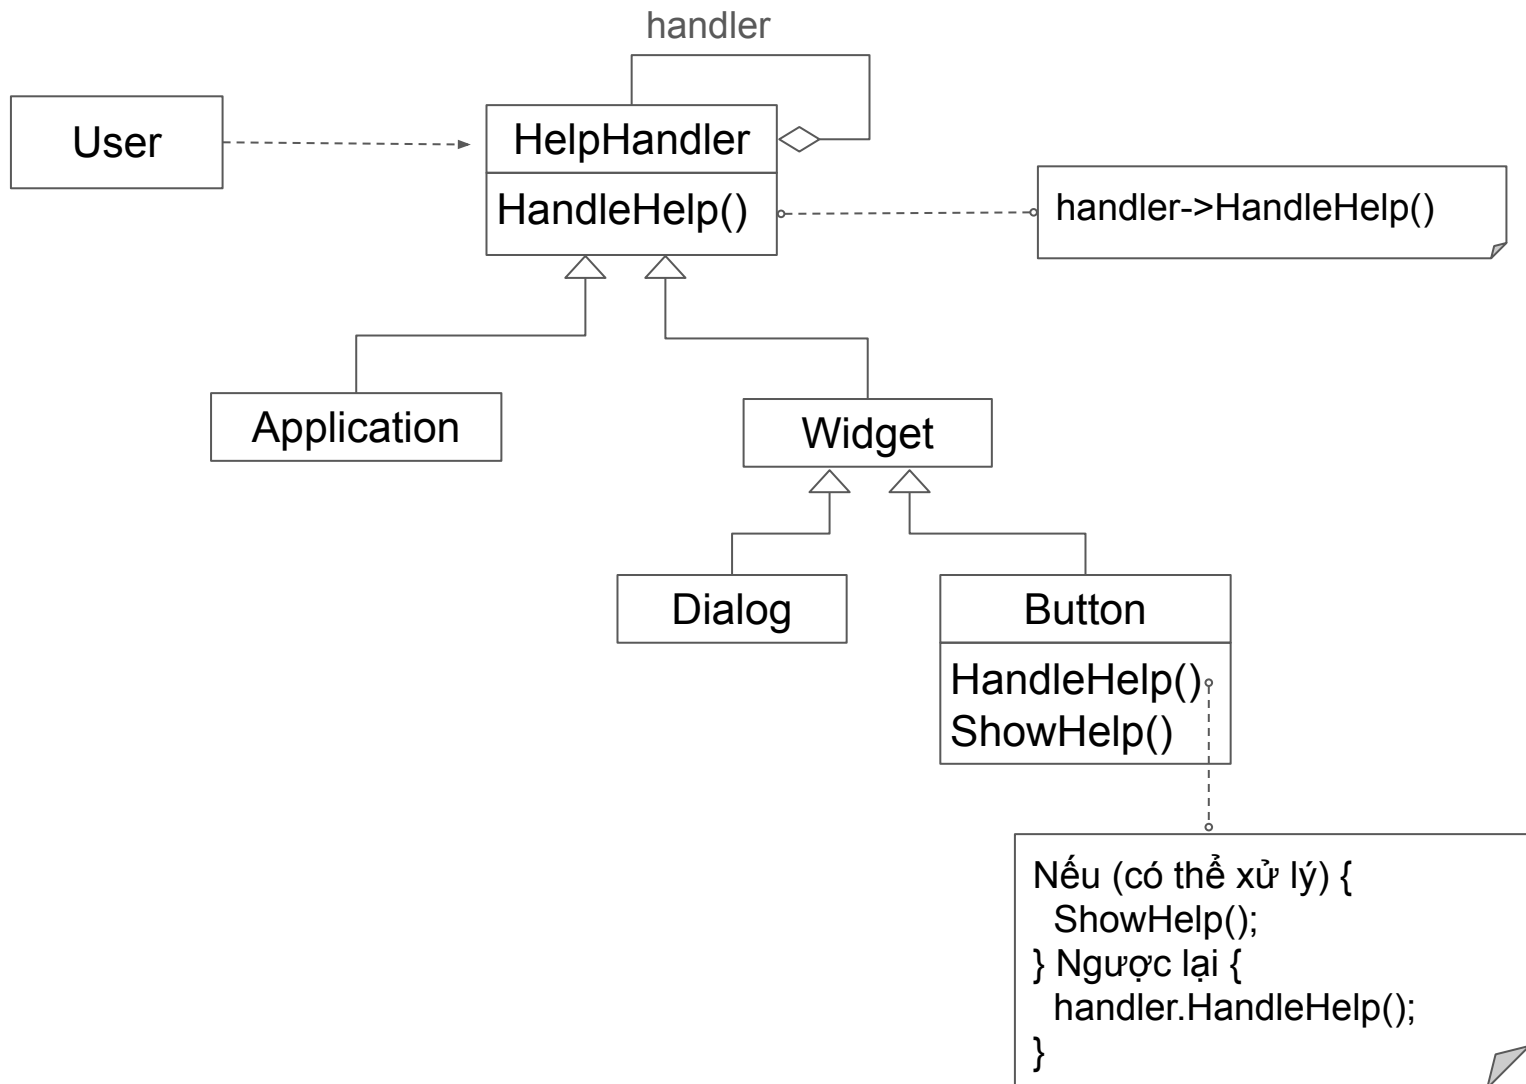 handler
User
HelpHandler
HandleHelp()
handler->HandleHelp()
Application
Widget
Dialog
Button
HandleHelp()
ShowHelp()
Nếu (có thể xử lý) {
ShowHelp();
} Ngược lại {
handler.HandleHelp();
}